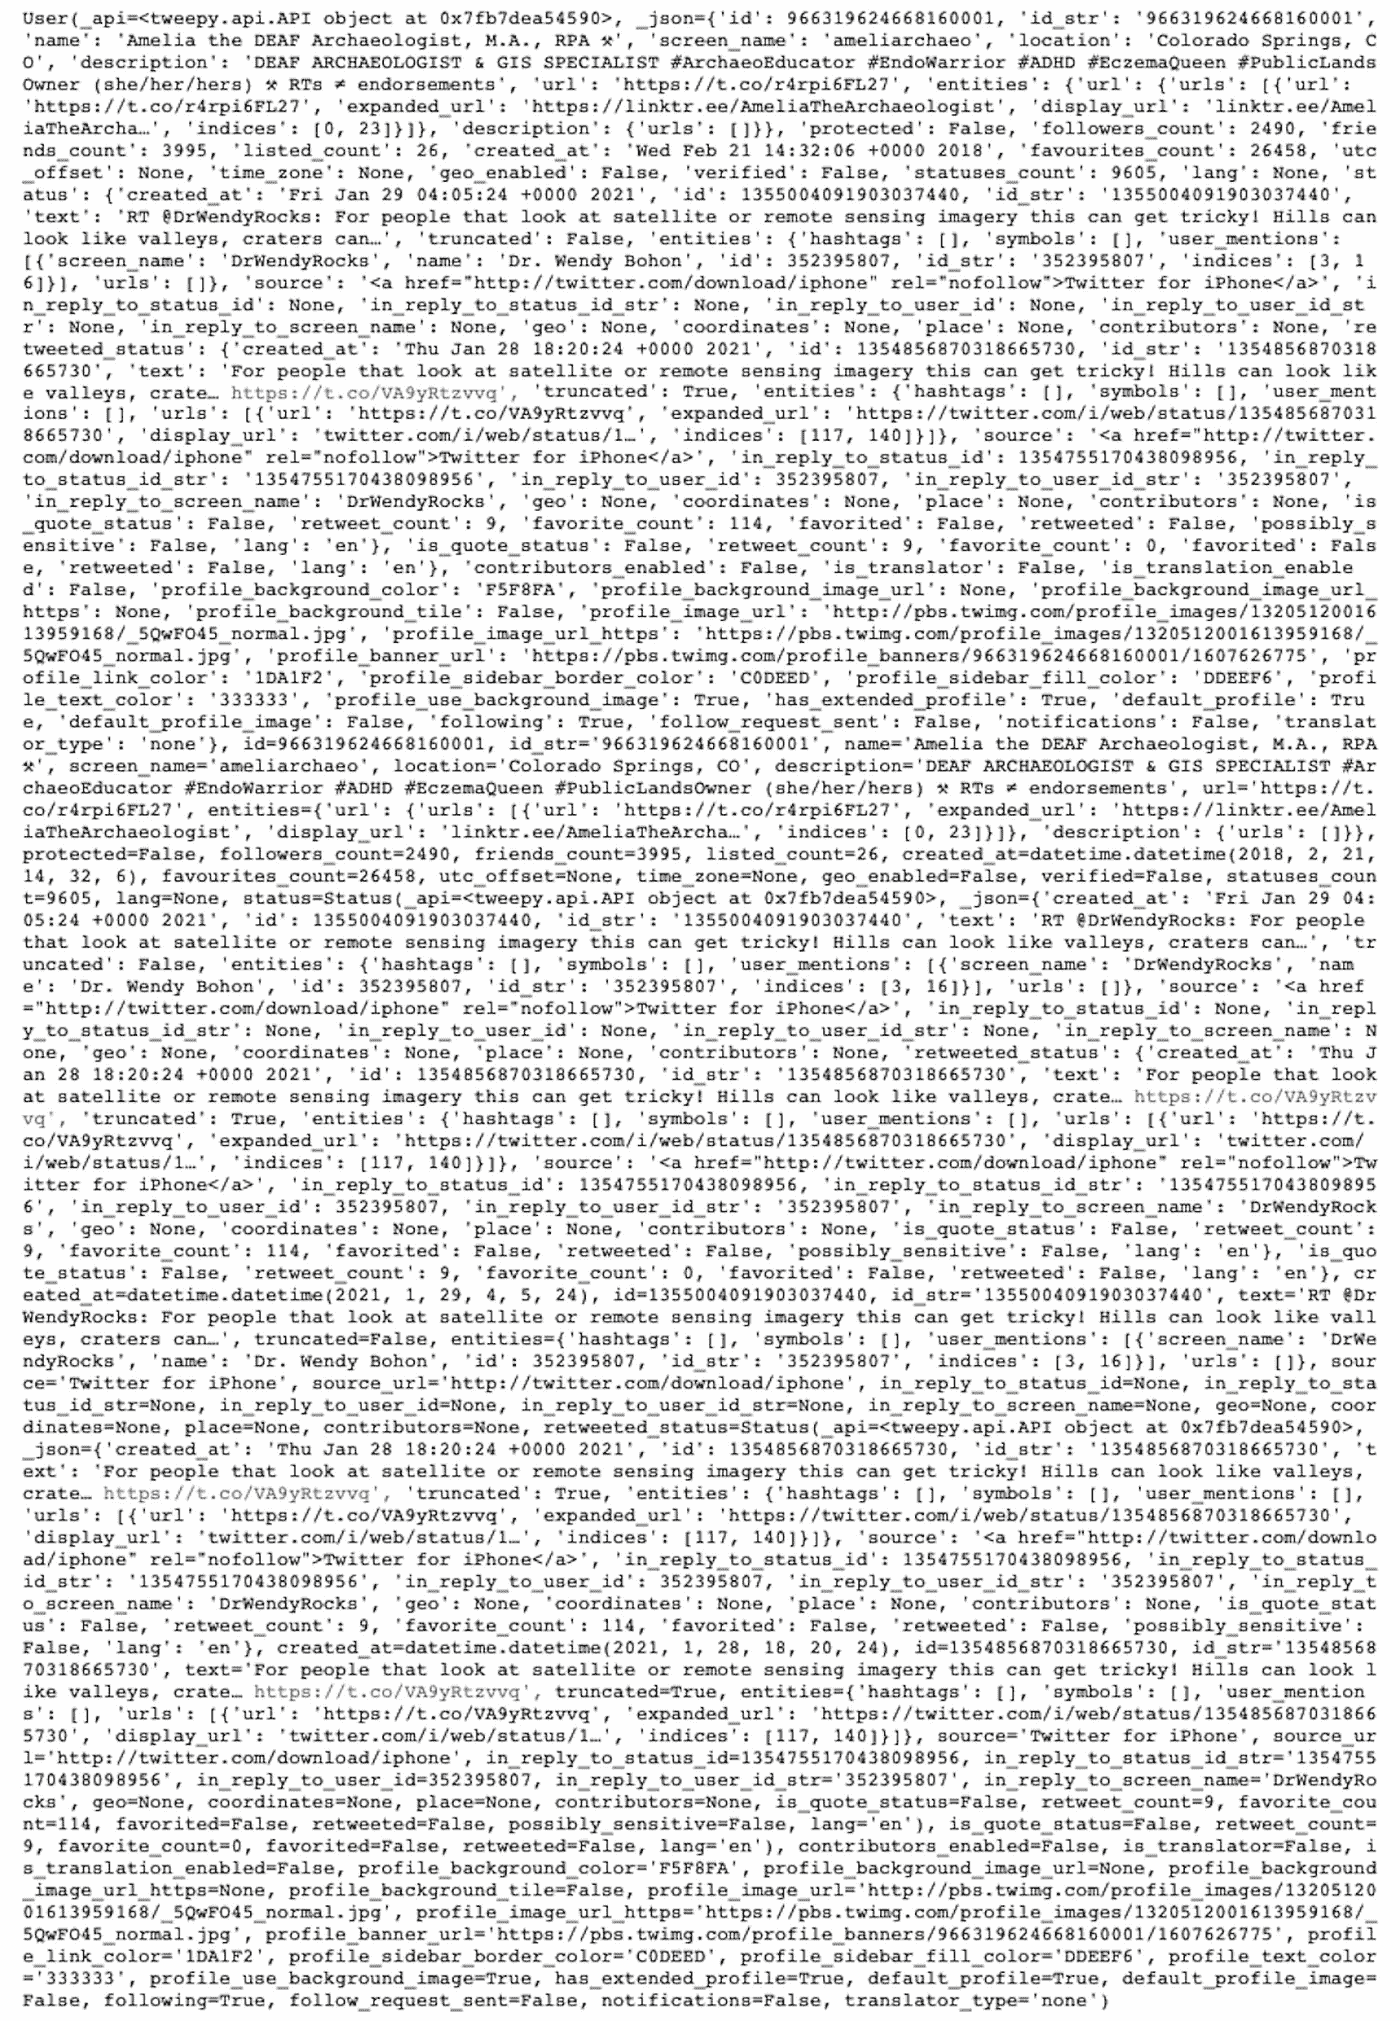 User(_api=<tweepy.api.API object at 0x7fb7dea54590>, _json={'id': 966319624668160001, 'id_str': '966319624668160001',
'name': 'Amelia the DEAF Archaeologist, M.A., RPA ⚒', 'screen_name': 'ameliarchaeo', 'location': 'Colorado Springs, C
O', 'description': 'DEAF ARCHAEOLOGIST & GIS SPECIALIST #ArchaeoEducator #EndoWarrior #ADHD #EczemaQueen #PublicLands
Owner (she/her/hers) ⚒ RTs ≠ endorsements', 'url': 'https://t.co/r4rpi6FL27', 'entities': {'url': {'urls': [{'url':
'https://t.co/r4rpi6FL27', 'expanded_url': 'https://linktr.ee/AmeliaTheArchaeologist', 'display_url': 'linktr.ee/Amel
iaTheArcha…', 'indices': [0, 23]}]}, 'description': {'urls': []}}, 'protected': False, 'followers_count': 2490, 'frie
nds_count': 3995, 'listed_count': 26, 'created_at': 'Wed Feb 21 14:32:06 +0000 2018', 'favourites_count': 26458, 'utc
_offset': None, 'time_zone': None, 'geo_enabled': False, 'verified': False, 'statuses_count': 9605, 'lang': None, 'st
atus': {'created_at': 'Fri Jan 29 04:05:24 +0000 2021', 'id': 1355004091903037440, 'id_str': '1355004091903037440',
'text': 'RT @DrWendyRocks: For people that look at satellite or remote sensing imagery this can get tricky! Hills can
look like valleys, craters can…', 'truncated': False, 'entities': {'hashtags': [], 'symbols': [], 'user_mentions':
[{'screen_name': 'DrWendyRocks', 'name': 'Dr. Wendy Bohon', 'id': 352395807, 'id_str': '352395807', 'indices': [3, 1
6]}], 'urls': []}, 'source': '<a href="http://twitter.com/download/iphone" rel="nofollow">Twitter for iPhone</a>', 'i
n_reply_to_status_id': None, 'in_reply_to_status_id_str': None, 'in_reply_to_user_id': None, 'in_reply_to_user_id_st
r': None, 'in_reply_to_screen_name': None, 'geo': None, 'coordinates': None, 'place': None, 'contributors': None, 're
tweeted_status': {'created_at': 'Thu Jan 28 18:20:24 +0000 2021', 'id': 1354856870318665730, 'id_str': '1354856870318
665730', 'text': 'For people that look at satellite or remote sensing imagery this can get tricky! Hills can look lik
e valleys, crate… https://t.co/VA9yRtzvvq', 'truncated': True, 'entities': {'hashtags': [], 'symbols': [], 'user_ment
ions': [], 'urls': [{'url': 'https://t.co/VA9yRtzvvq', 'expanded_url': 'https://twitter.com/i/web/status/135485687031
8665730', 'display_url': 'twitter.com/i/web/status/1…', 'indices': [117, 140]}]}, 'source': '<a href="http://twitter.
com/download/iphone" rel="nofollow">Twitter for iPhone</a>', 'in_reply_to_status_id': 1354755170438098956, 'in_reply_
to_status_id_str': '1354755170438098956', 'in_reply_to_user_id': 352395807, 'in_reply_to_user_id_str': '352395807',
'in_reply_to_screen_name': 'DrWendyRocks', 'geo': None, 'coordinates': None, 'place': None, 'contributors': None, 'is
_quote_status': False, 'retweet_count': 9, 'favorite_count': 114, 'favorited': False, 'retweeted': False, 'possibly_s
ensitive': False, 'lang': 'en'}, 'is_quote_status': False, 'retweet_count': 9, 'favorite_count': 0, 'favorited': Fals
e, 'retweeted': False, 'lang': 'en'}, 'contributors_enabled': False, 'is_translator': False, 'is_translation_enable
d': False, 'profile_background_color': 'F5F8FA', 'profile_background_image_url': None, 'profile_background_image_url_
https': None, 'profile_background_tile': False, 'profile_image_url': 'http://pbs.twimg.com/profile_images/13205120016
13959168/_5QwFO45_normal.jpg', 'profile_image_url_https': 'https://pbs.twimg.com/profile_images/1320512001613959168/_
5QwFO45_normal.jpg', 'profile_banner_url': 'https://pbs.twimg.com/profile_banners/966319624668160001/1607626775', 'pr
ofile_link_color': '1DA1F2', 'profile_sidebar_border_color': 'C0DEED', 'profile_sidebar_fill_color': 'DDEEF6', 'profi
le_text_color': '333333', 'profile_use_background_image': True, 'has_extended_profile': True, 'default_profile': Tru
e, 'default_profile_image': False, 'following': True, 'follow_request_sent': False, 'notifications': False, 'translat
or_type': 'none'}, id=966319624668160001, id_str='966319624668160001', name='Amelia the DEAF Archaeologist, M.A., RPA
⚒', screen_name='ameliarchaeo', location='Colorado Springs, CO', description='DEAF ARCHAEOLOGIST & GIS SPECIALIST #Ar
chaeoEducator #EndoWarrior #ADHD #EczemaQueen #PublicLandsOwner (she/her/hers) ⚒ RTs ≠ endorsements', url='https://t.
co/r4rpi6FL27', entities={'url': {'urls': [{'url': 'https://t.co/r4rpi6FL27', 'expanded_url': 'https://linktr.ee/Amel
iaTheArchaeologist', 'display_url': 'linktr.ee/AmeliaTheArcha…', 'indices': [0, 23]}]}, 'description': {'urls': []}},
protected=False, followers_count=2490, friends_count=3995, listed_count=26, created_at=datetime.datetime(2018, 2, 21,
14, 32, 6), favourites_count=26458, utc_offset=None, time_zone=None, geo_enabled=False, verified=False, statuses_coun
t=9605, lang=None, status=Status(_api=<tweepy.api.API object at 0x7fb7dea54590>, _json={'created_at': 'Fri Jan 29 04:
05:24 +0000 2021', 'id': 1355004091903037440, 'id_str': '1355004091903037440', 'text': 'RT @DrWendyRocks: For people
that look at satellite or remote sensing imagery this can get tricky! Hills can look like valleys, craters can…', 'tr
uncated': False, 'entities': {'hashtags': [], 'symbols': [], 'user_mentions': [{'screen_name': 'DrWendyRocks', 'nam
e': 'Dr. Wendy Bohon', 'id': 352395807, 'id_str': '352395807', 'indices': [3, 16]}], 'urls': []}, 'source': '<a href
="http://twitter.com/download/iphone" rel="nofollow">Twitter for iPhone</a>', 'in_reply_to_status_id': None, 'in_repl
y_to_status_id_str': None, 'in_reply_to_user_id': None, 'in_reply_to_user_id_str': None, 'in_reply_to_screen_name': N
one, 'geo': None, 'coordinates': None, 'place': None, 'contributors': None, 'retweeted_status': {'created_at': 'Thu J
an 28 18:20:24 +0000 2021', 'id': 1354856870318665730, 'id_str': '1354856870318665730', 'text': 'For people that look
at satellite or remote sensing imagery this can get tricky! Hills can look like valleys, crate… https://t.co/VA9yRtzv
vq', 'truncated': True, 'entities': {'hashtags': [], 'symbols': [], 'user_mentions': [], 'urls': [{'url': 'https://t.
co/VA9yRtzvvq', 'expanded_url': 'https://twitter.com/i/web/status/1354856870318665730', 'display_url': 'twitter.com/
i/web/status/1…', 'indices': [117, 140]}]}, 'source': '<a href="http://twitter.com/download/iphone" rel="nofollow">Tw
itter for iPhone</a>', 'in_reply_to_status_id': 1354755170438098956, 'in_reply_to_status_id_str': '135475517043809895
6', 'in_reply_to_user_id': 352395807, 'in_reply_to_user_id_str': '352395807', 'in_reply_to_screen_name': 'DrWendyRock
s', 'geo': None, 'coordinates': None, 'place': None, 'contributors': None, 'is_quote_status': False, 'retweet_count':
9, 'favorite_count': 114, 'favorited': False, 'retweeted': False, 'possibly_sensitive': False, 'lang': 'en'}, 'is_quo
te_status': False, 'retweet_count': 9, 'favorite_count': 0, 'favorited': False, 'retweeted': False, 'lang': 'en'}, cr
eated_at=datetime.datetime(2021, 1, 29, 4, 5, 24), id=1355004091903037440, id_str='1355004091903037440', text='RT @Dr
WendyRocks: For people that look at satellite or remote sensing imagery this can get tricky! Hills can look like vall
eys, craters can…', truncated=False, entities={'hashtags': [], 'symbols': [], 'user_mentions': [{'screen_name': 'DrWe
ndyRocks', 'name': 'Dr. Wendy Bohon', 'id': 352395807, 'id_str': '352395807', 'indices': [3, 16]}], 'urls': []}, sour
ce='Twitter for iPhone', source_url='http://twitter.com/download/iphone', in_reply_to_status_id=None, in_reply_to_sta
tus_id_str=None, in_reply_to_user_id=None, in_reply_to_user_id_str=None, in_reply_to_screen_name=None, geo=None, coor
dinates=None, place=None, contributors=None, retweeted_status=Status(_api=<tweepy.api.API object at 0x7fb7dea54590>,
_json={'created_at': 'Thu Jan 28 18:20:24 +0000 2021', 'id': 1354856870318665730, 'id_str': '1354856870318665730', 't
ext': 'For people that look at satellite or remote sensing imagery this can get tricky! Hills can look like valleys,
crate… https://t.co/VA9yRtzvvq', 'truncated': True, 'entities': {'hashtags': [], 'symbols': [], 'user_mentions': [],
'urls': [{'url': 'https://t.co/VA9yRtzvvq', 'expanded_url': 'https://twitter.com/i/web/status/1354856870318665730',
'display_url': 'twitter.com/i/web/status/1…', 'indices': [117, 140]}]}, 'source': '<a href="http://twitter.com/downlo
ad/iphone" rel="nofollow">Twitter for iPhone</a>', 'in_reply_to_status_id': 1354755170438098956, 'in_reply_to_status_
id_str': '1354755170438098956', 'in_reply_to_user_id': 352395807, 'in_reply_to_user_id_str': '352395807', 'in_reply_t
o_screen_name': 'DrWendyRocks', 'geo': None, 'coordinates': None, 'place': None, 'contributors': None, 'is_quote_stat
us': False, 'retweet_count': 9, 'favorite_count': 114, 'favorited': False, 'retweeted': False, 'possibly_sensitive':
False, 'lang': 'en'}, created_at=datetime.datetime(2021, 1, 28, 18, 20, 24), id=1354856870318665730, id_str='13548568
70318665730', text='For people that look at satellite or remote sensing imagery this can get tricky! Hills can look l
ike valleys, crate… https://t.co/VA9yRtzvvq', truncated=True, entities={'hashtags': [], 'symbols': [], 'user_mention
s': [], 'urls': [{'url': 'https://t.co/VA9yRtzvvq', 'expanded_url': 'https://twitter.com/i/web/status/135485687031866
5730', 'display_url': 'twitter.com/i/web/status/1…', 'indices': [117, 140]}]}, source='Twitter for iPhone', source_ur
l='http://twitter.com/download/iphone', in_reply_to_status_id=1354755170438098956, in_reply_to_status_id_str='1354755
170438098956', in_reply_to_user_id=352395807, in_reply_to_user_id_str='352395807', in_reply_to_screen_name='DrWendyRo
cks', geo=None, coordinates=None, place=None, contributors=None, is_quote_status=False, retweet_count=9, favorite_cou
nt=114, favorited=False, retweeted=False, possibly_sensitive=False, lang='en'), is_quote_status=False, retweet_count=
9, favorite_count=0, favorited=False, retweeted=False, lang='en'), contributors_enabled=False, is_translator=False, i
s_translation_enabled=False, profile_background_color='F5F8FA', profile_background_image_url=None, profile_background
_image_url_https=None, profile_background_tile=False, profile_image_url='http://pbs.twimg.com/profile_images/13205120
01613959168/_5QwFO45_normal.jpg', profile_image_url_https='https://pbs.twimg.com/profile_images/1320512001613959168/_
5QwFO45_normal.jpg', profile_banner_url='https://pbs.twimg.com/profile_banners/966319624668160001/1607626775', profil
e_link_color='1DA1F2', profile_sidebar_border_color='C0DEED', profile_sidebar_fill_color='DDEEF6', profile_text_color
='333333', profile_use_background_image=True, has_extended_profile=True, default_profile=True, default_profile_image=
False, following=True, follow_request_sent=False, notifications=False, translator_type='none')